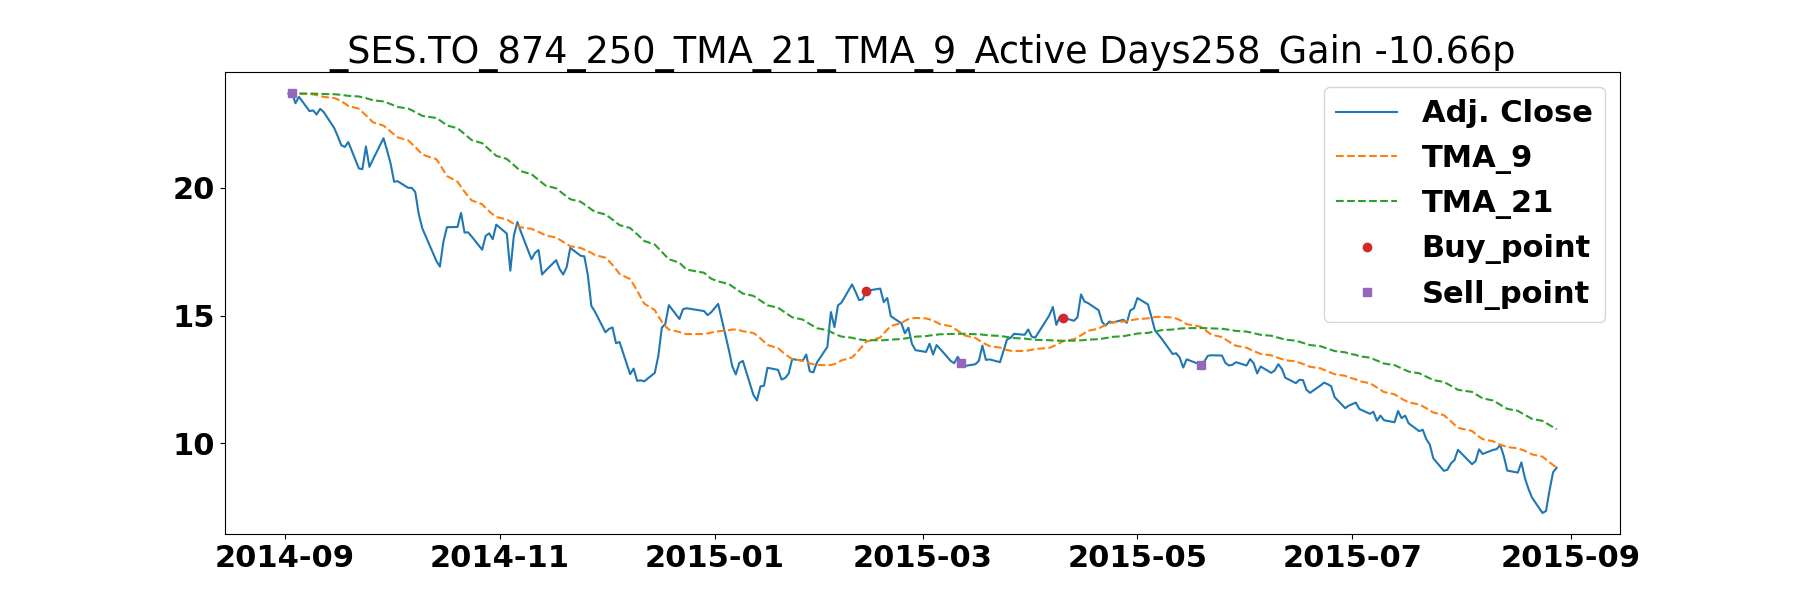 _SES.TO_874_250_TMA_21_TMA_9_Active Days258_Gain -10.66p
Adj. Close
TMA_9
TMA_21
Buy_point
Sell_point
20
15
10
2014-09 2014-11 2015-01 2015-03 2015-05 2015-07 2015-09